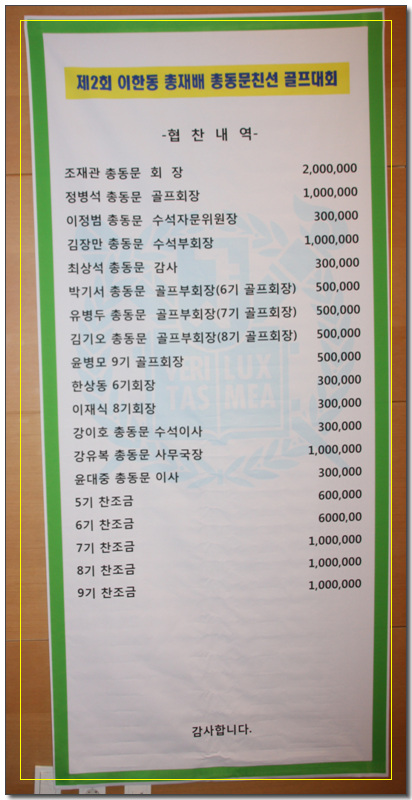 제2회 이한동 총재배 총동문친선 골프대회
-협 찬 내 역-
조재관 총동문 회 장 2,000,000
정병석 총동문 골프회장 1,000,000
이정범 총동문 수석자문위원장 300,000
김장만 총동문 수석부회장 1,000,000
최상석 총동문 감사 300,000
박기서 총동문 골프부회장(6기 골프회장) 500,000
유병두 총동문 골프부회장(7기 골프회장) 500,000
김기오 총동문 골프부회장(8기 골프회장) 500,000
윤병모 9기 골프회장 500,000
한상동 6기회장 300,000
이재식 8기회장 300,000
강이호 총동문 수석이사 300,000
강유복 총동문 사무국장 1,000,000
윤대중 총동문 이사 300,000
5기 찬조금 600,000
6기 찬조금 6000,00
7기 찬조금 1,000,000
8기 찬조금 1,000,000
9기 찬조금 1,000,000
VERI LUX
TAS MEA
감사합니다.